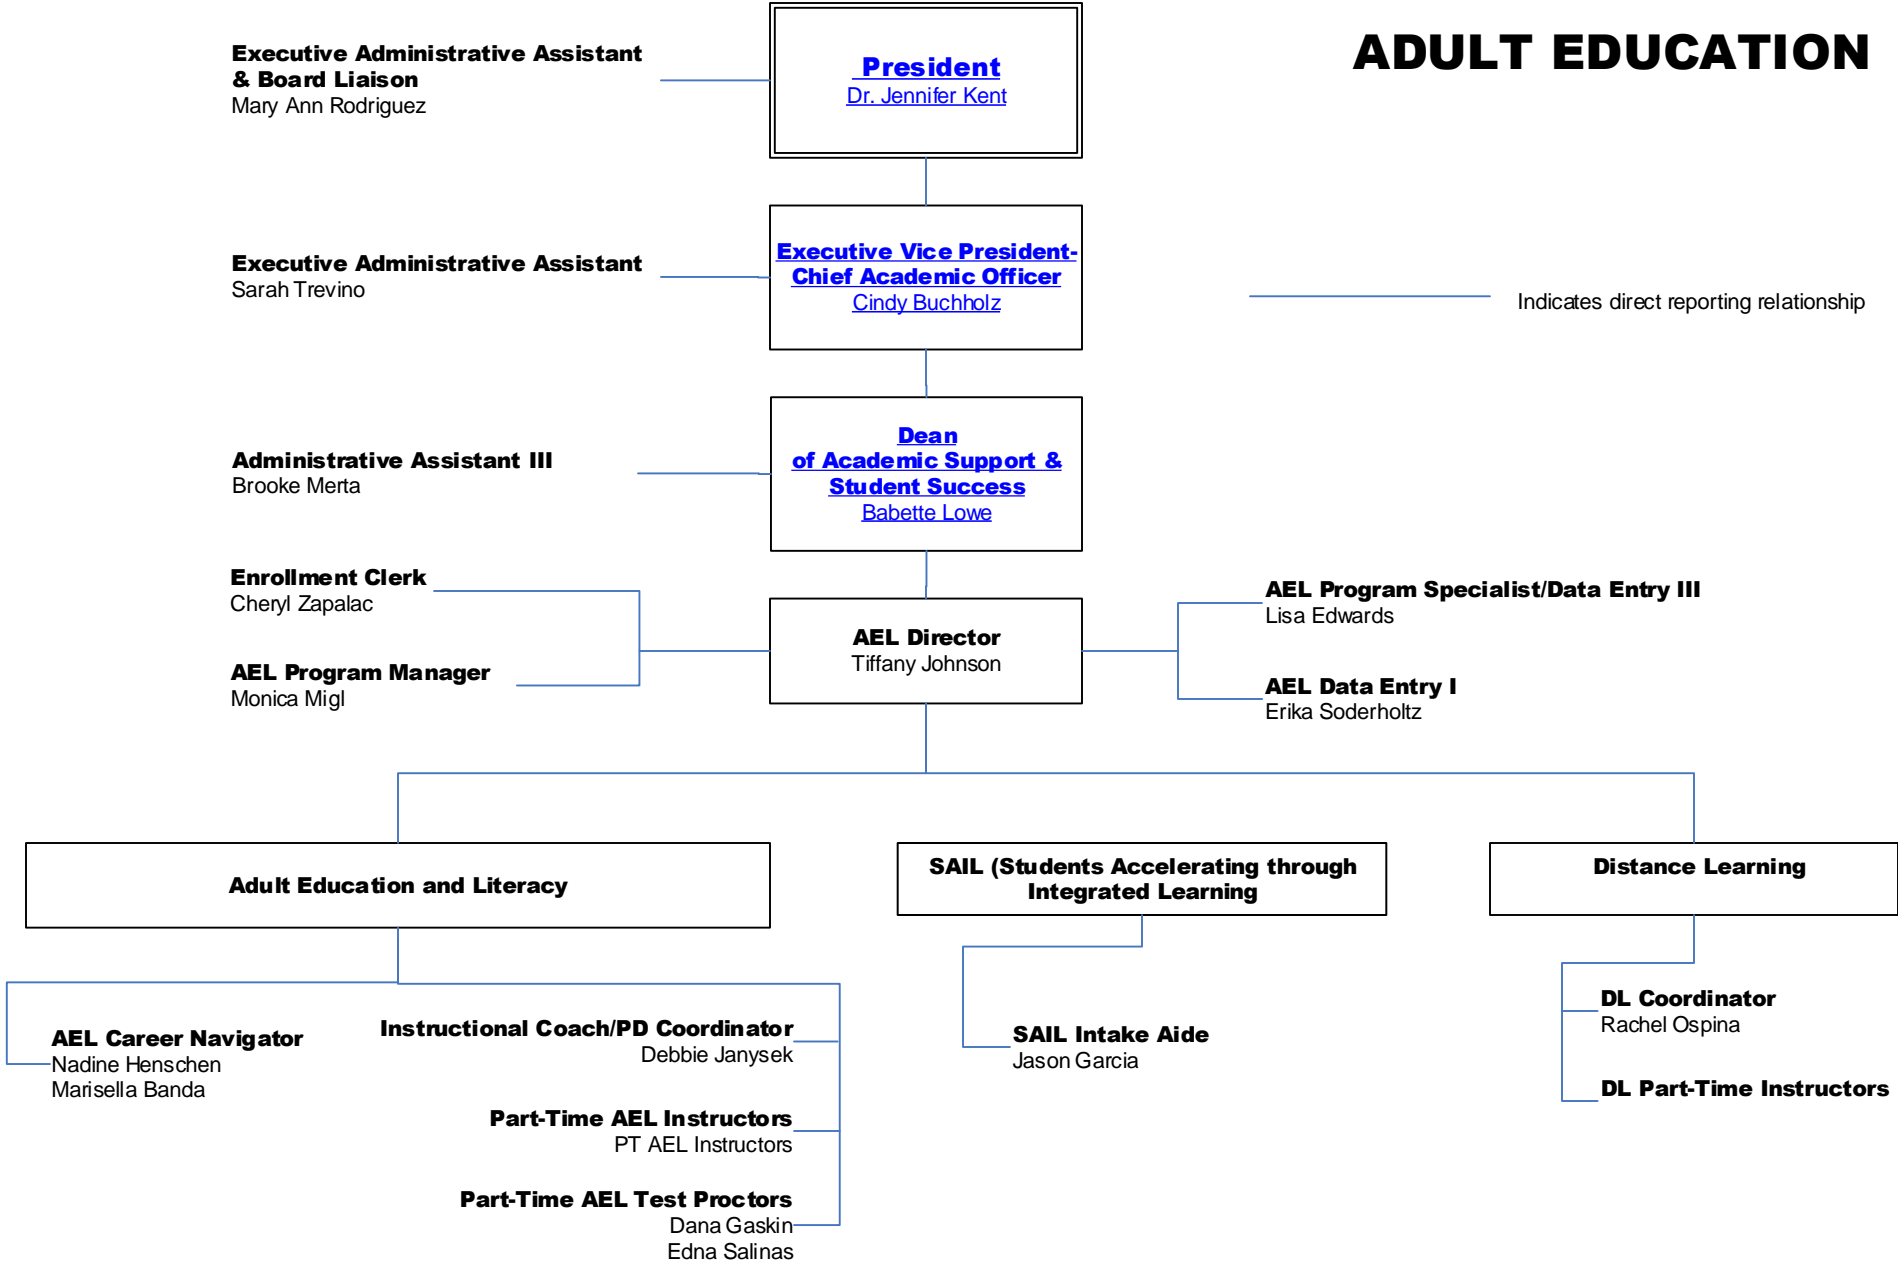 ADULT EDUCATION
Executive Administrative Assistant
& Board Liaison
Mary Ann Rodriguez
President
Dr. Jennifer Kent
Executive Administrative Assistant
Sarah Trevino
Executive Vice President-
Chief Academic Officer
Cindy Buchholz
Indicates direct reporting relationship
Administrative Assistant III
Brooke Merta
Dean
of Academic Support &
Student Success
Babette Lowe
Enrollment Clerk
Cheryl Zapalac
AEL Program Manager
Monica Migl
AEL Director
Tiffany Johnson
AEL Program Specialist/Data Entry III
Lisa Edwards
AEL Data Entry I
Erika Soderholtz
Adult Education and Literacy
SAIL (Students Accelerating through
Integrated Learning
Distance Learning
AEL Career Navigator
Nadine Henschen
Marisella Banda
Instructional Coach/PD Coordinator
Debbie Janysek
Part-Time AEL Instructors
PT AEL Instructors
Part-Time AEL Test Proctors
Dana Gaskin
Edna Salinas
SAIL Intake Aide
Jason Garcia
DL Coordinator
Rachel Ospina
DL Part-Time Instructors